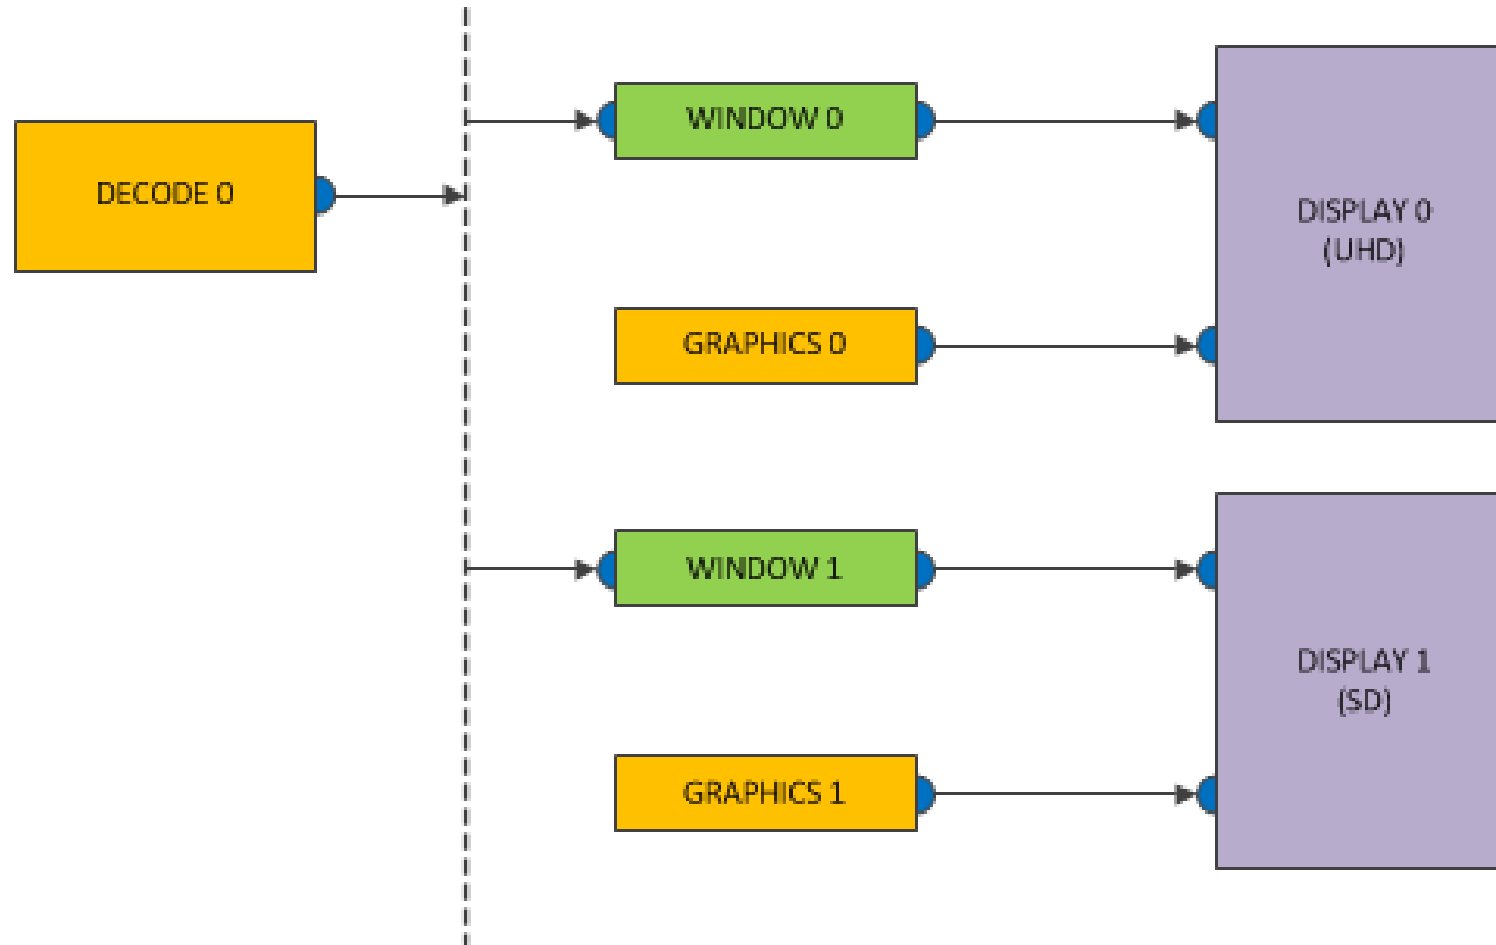 DECODE 0
WINDOW 0
GRAPHICS 0
DISPLAY 0
(UHD)
WINDOW 1
GRAPHICS 1
DISPLAY 1
(SD)